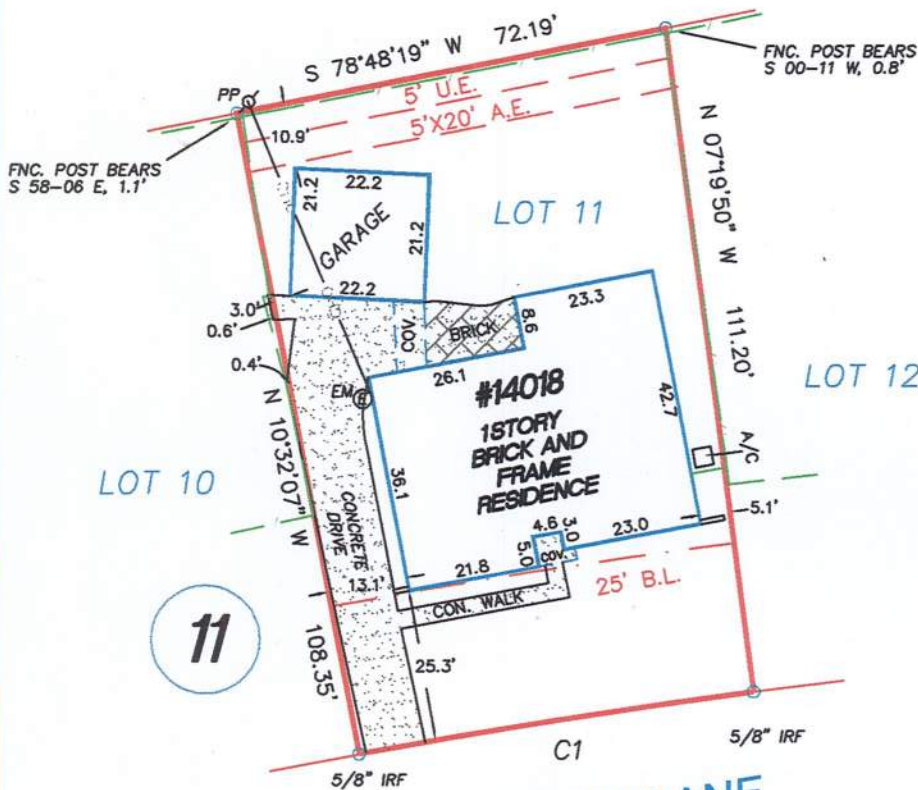 S 78°48'19" W 72.19'
FNC. POST BEARS
S 00-11 W, 0.8'
PP
5' U.E.
5'X20' A.E.
10.9'
FNC. POST BEARS
S 58-06 E, 1.1'
N 07°19'50" W 111.20'
22.2
21.2
LOT 11
GARAGE
21.2
22.2
23.3
3.0'
0.6'
COV.
BRICK
8.6
0.4'
26.1
#14018
1STORY
BRICK AND
FRAME
RESIDENCE
42.7
LOT 12
EM
E
A/C
N 10°32'07" W 108.35'
LOT 10
36.1
CONCRETE
DRIVE
5.1'
4.6
3.0
23.0
5.0
COV.
21.8
13.1'
25' B.L.
CON. WALK
11
25.3'
C1
5/8" IRF
5/8" IRF